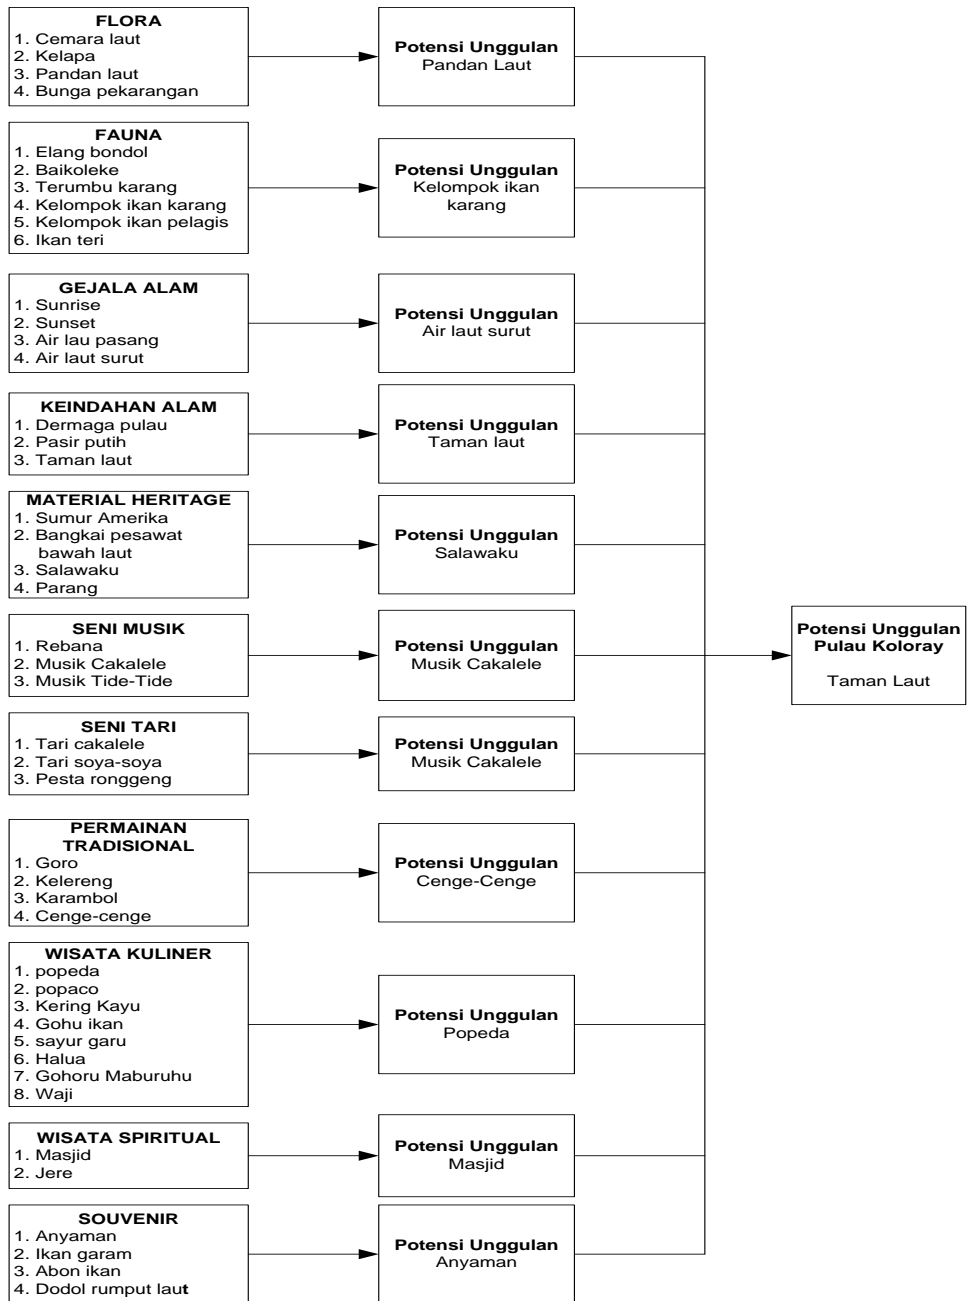 FLORA
1. Cemara laut
2. Kelapa
3. Pandan laut
4. Bunga pekarangan
Potensi Unggulan
Pandan Laut
FAUNA
1. Elang bondol
2. Baikoleke
3. Terumbu karang
4. Kelompok ikan karang
5. Kelompok ikan pelagis
6. Ikan teri
Potensi Unggulan
Kelompok ikan
karang
GEJALA ALAM
1. Sunrise
2. Sunset
3. Air lau pasang
4. Air laut surut
Potensi Unggulan
Air laut surut
KEINDAHAN ALAM
1. Dermaga pulau
2. Pasir putih
3. Taman laut
Potensi Unggulan
Taman laut
MATERIAL HERITAGE
1. Sumur Amerika
2. Bangkai pesawat
bawah laut
3. Salawaku
4. Parang
Potensi Unggulan
Salawaku
SENI MUSIK
1. Rebana
2. Musik Cakalele
3. Musik Tide-Tide
Potensi Unggulan
Musik Cakalele
SENI TARI
1. Tari cakalele
2. Tari soya-soya
3. Pesta ronggeng
Potensi Unggulan
Musik Cakalele
PERMAINAN
TRADISIONAL
1. Goro
2. Kelereng
3. Karambol
4. Cenge-cenge
Potensi Unggulan
Cenge-Cenge
WISATA KULINER
1. popeda
2. popaco
3. Kering Kayu
4. Gohu ikan
5. sayur garu
6. Halua
7. Gohoru Maburuhu
8. Waji
Potensi Unggulan
Popeda
WISATA SPIRITUAL
1. Masjid
2. Jere
Potensi Unggulan
Masjid
SOUVENIR
1. Anyaman
2. Ikan garam
3. Abon ikan
4. Dodol rumput laut
Potensi Unggulan
Anyaman
Potensi Unggulan
Pulau Koloray
Taman Laut